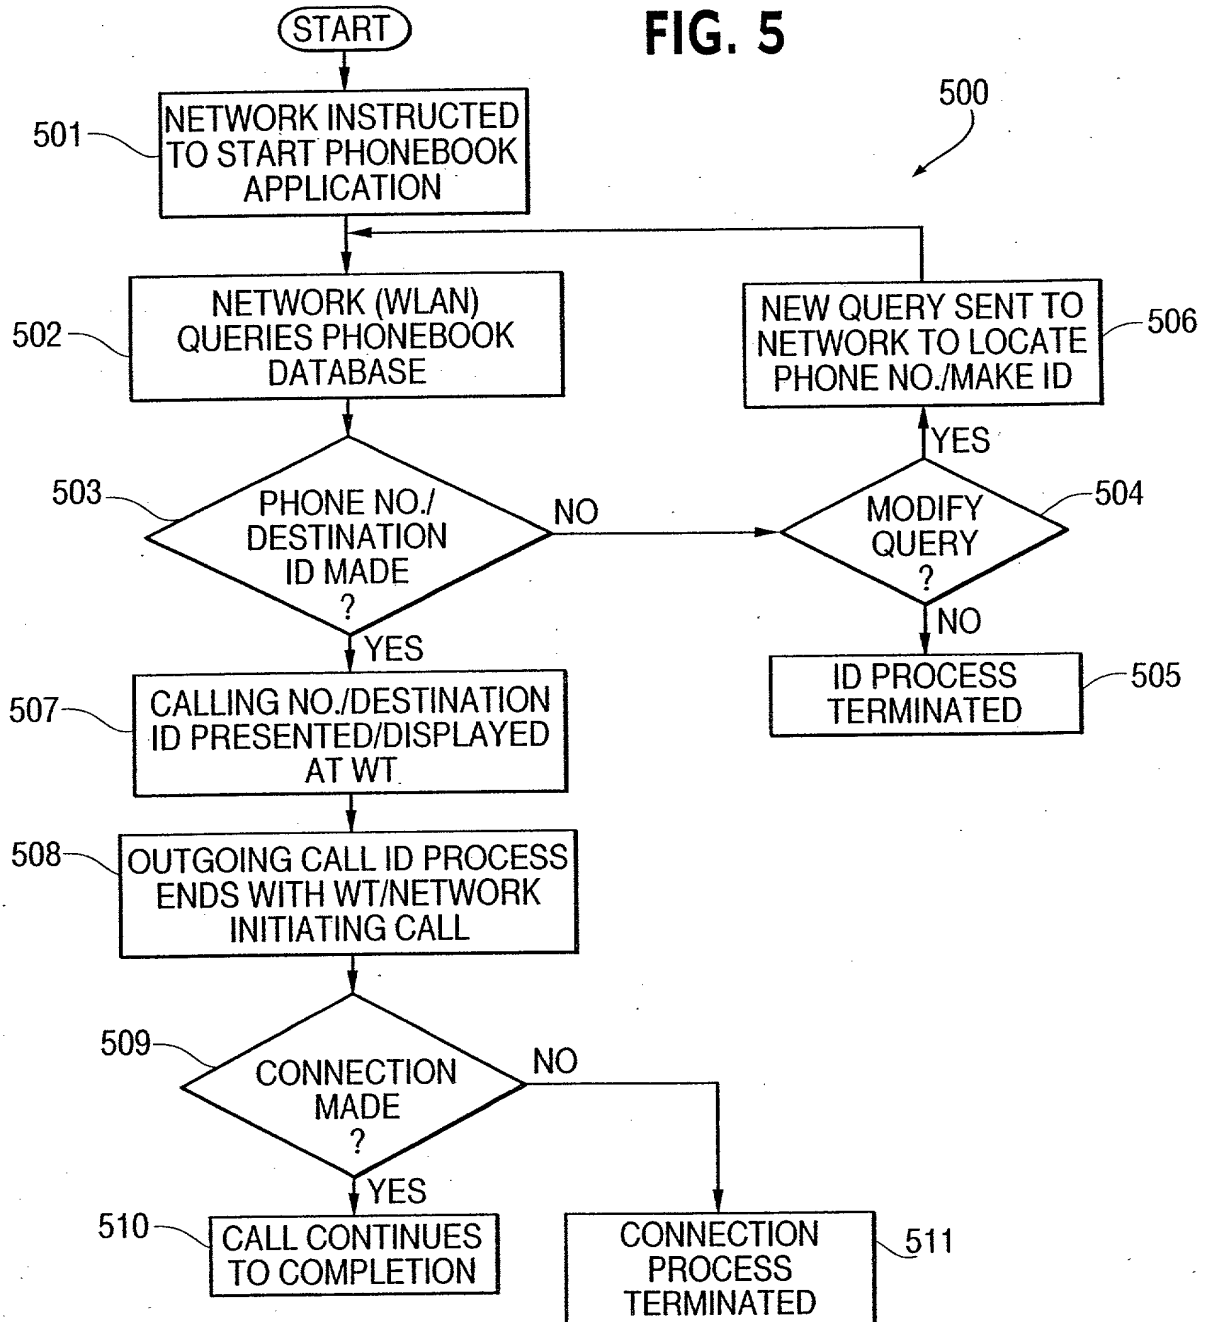 START
FIG. 5
500
501
NETWORK INSTRUCTED
TO START PHONEBOOK
APPLICATION
502
NETWORK (WLAN)
QUERIES PHONEBOOK
DATABASE
NEW QUERY SENT TO
NETWORK TO LOCATE
PHONE NO./MAKE ID
506
YES
503
PHONE NO./
DESTINATION
ID MADE
?
NO
MODIFY
QUERY
?
504
NO
YES
ID PROCESS
TERMINATED
505
507
CALLING NO./DESTINATION
ID PRESENTED/DISPLAYED
AT WT
508
OUTGOING CALL ID PROCESS
ENDS WITH WT/NETWORK
INITIATING CALL
509
CONNECTION
MADE
?
NO
YES
510
CALL CONTINUES
TO COMPLETION
CONNECTION
PROCESS
TERMINATED
511